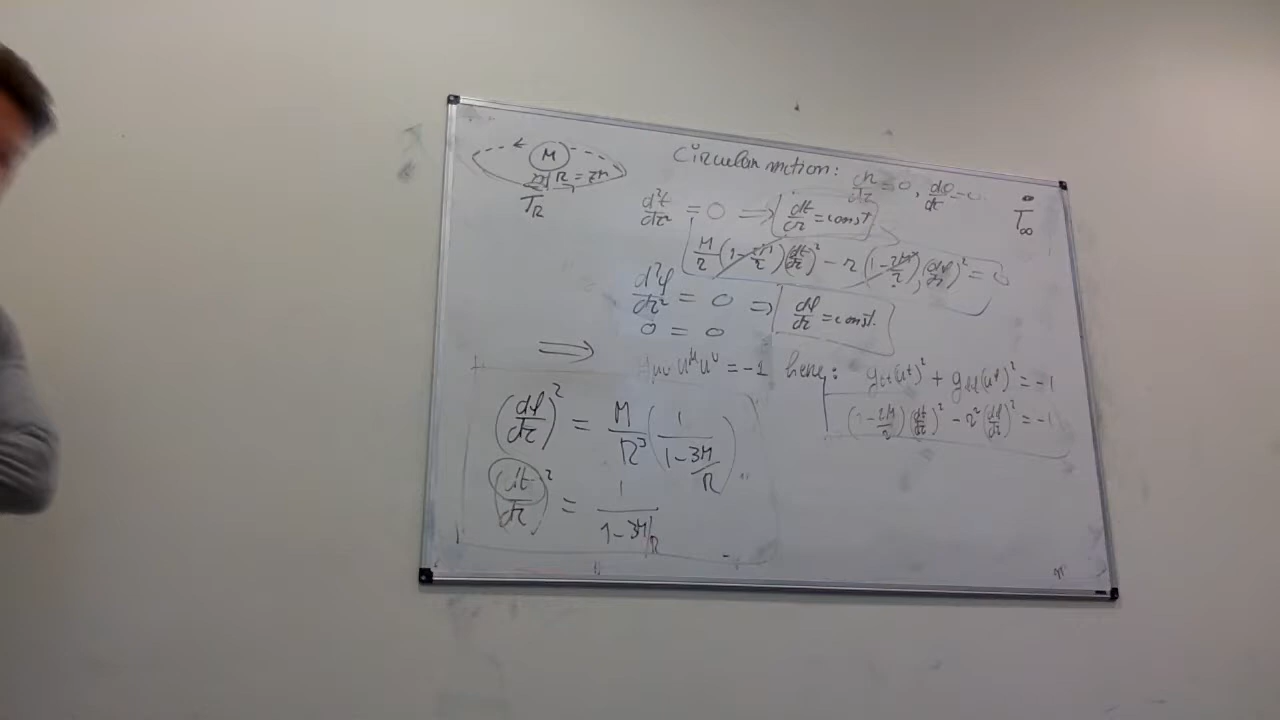 Circular motion: dr/dτ = 0, dθ/dτ = 0
M
R = 2M
T_R
T_∞
d²t/dτ² = 0 ⟹ dt/dτ = const
M/r (1 - 2M/r) (dt/dτ)² - r (1 - 2M/r) (dφ/dτ)² = 0
d²φ/dτ² = 0 ⟹ dφ/dτ = const.
0 = 0
⟹ g_μν u^μ u^ν = -1 here: g_tt(u^t)² + g_φφ(u^φ)² = -1
(1 - 2M/r) (dt/dτ)² - r² (dφ/dτ)² = -1
(dφ/dτ)² = M/R³ (1/(1 - 3M/R))
(dt/dτ)² = 1/(1 - 3M/R)